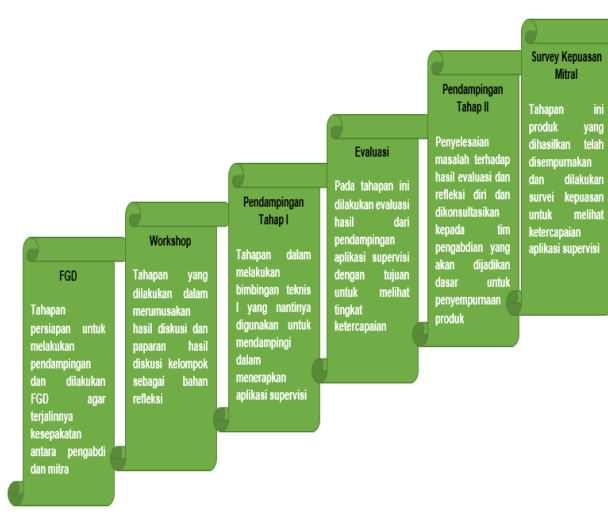 FGD
Tahapan
persiapan untuk
melakukan
pendampingan
dan dilakukan
FGD agar
terjalinnya
kesepakatan
antara pengabdi
dan mitra
Workshop
Tahapan yang
dilakukan dalam
merumusakan
hasil diskusi dan
paparan hasil
diskusi kelompok
sebagai bahan
refleksi
Pendampingan
Tahap I
Tahapan dalam
melakukan
bimbingan teknis
I yang nantinya
digunakan untuk
mendampingi
dalam
menerapkan
aplikasi supervisi
Evaluasi
Pada tahapan ini
dilakukan evaluasi
hasil dari
pendampingan
aplikasi supervisi
dengan tujuan
untuk melihat
tingkat
ketercapaian
Pendampingan
Tahap II
Penyelesaian
masalah terhadap
hasil evaluasi dan
refleksi diri dan
dikonsultasikan
kepada tim
pengabdian yang
akan dijadikan
dasar untuk
penyempurnaan
produk
Survey Kepuasan
Mitral
Tahapan ini
produk yang
dihasilkan telah
disempurnakan
dan dilakukan
survei kepuasan
untuk melihat
ketercapaian
aplikasi supervisi